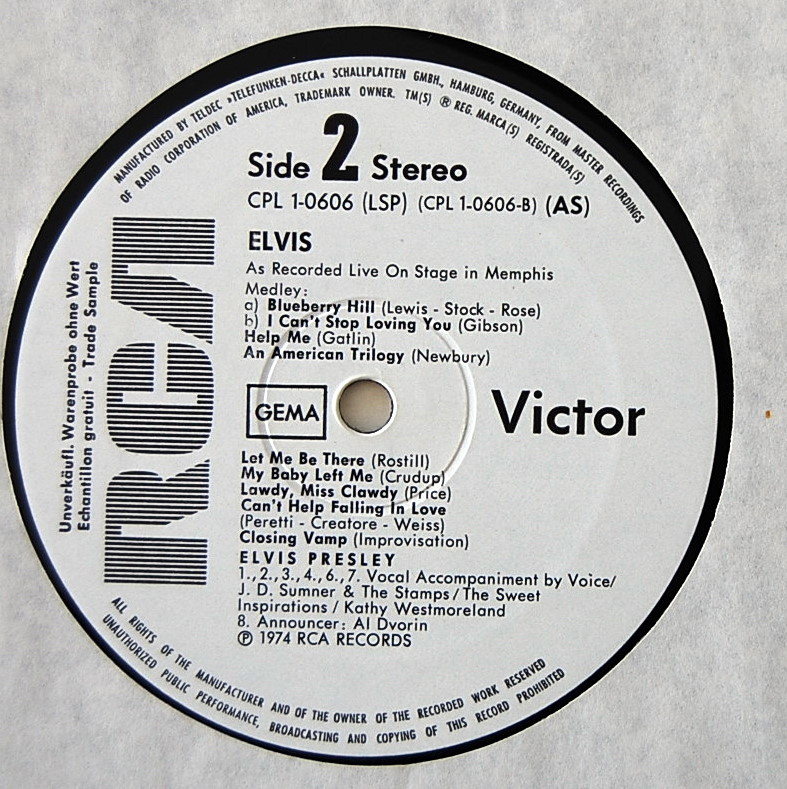 MANUFACTURED BY TELDEC »TELEFUNKEN-DECCA« SCHALLPLATTEN GMBH., HAMBURG, GERMANY, FROM MASTER RECORDINGS
OF RADIO CORPORATION OF AMERICA, TRADEMARK OWNER. TM(S) ® REG. MARCA(S) REGISTRADA(S)
Side 2 Stereo
CPL 1-0606 (LSP) (CPL 1-0606-B) (AS)
RCA
Unverkäufl. Warenprobe ohne Wert
Echantillon gratuit - Trade Sample
ELVIS
As Recorded Live On Stage in Memphis
Medley:
a) Blueberry Hill (Lewis - Stock - Rose)
b) I Can't Stop Loving You (Gibson)
Help Me (Gatlin)
An American Trilogy (Newbury)
GEMA
Victor
Let Me Be There (Rostill)
My Baby Left Me (Crudup)
Lawdy, Miss Clawdy (Price)
Can't Help Falling In Love
(Peretti - Creatore - Weiss)
Closing Vamp (Improvisation)
ELVIS PRESLEY
1.,2.,3.,4.,6.,7. Vocal Accompaniment by Voice/
J. D. Sumner & The Stamps/The Sweet
Inspirations / Kathy Westmoreland
8. Announcer: Al Dvorin
℗ 1974 RCA RECORDS
ALL RIGHTS OF THE MANUFACTURER AND OF THE OWNER OF THE RECORDED WORK RESERVED
UNAUTHORIZED PUBLIC PERFORMANCE, BROADCASTING AND COPYING OF THIS RECORD PROHIBITED